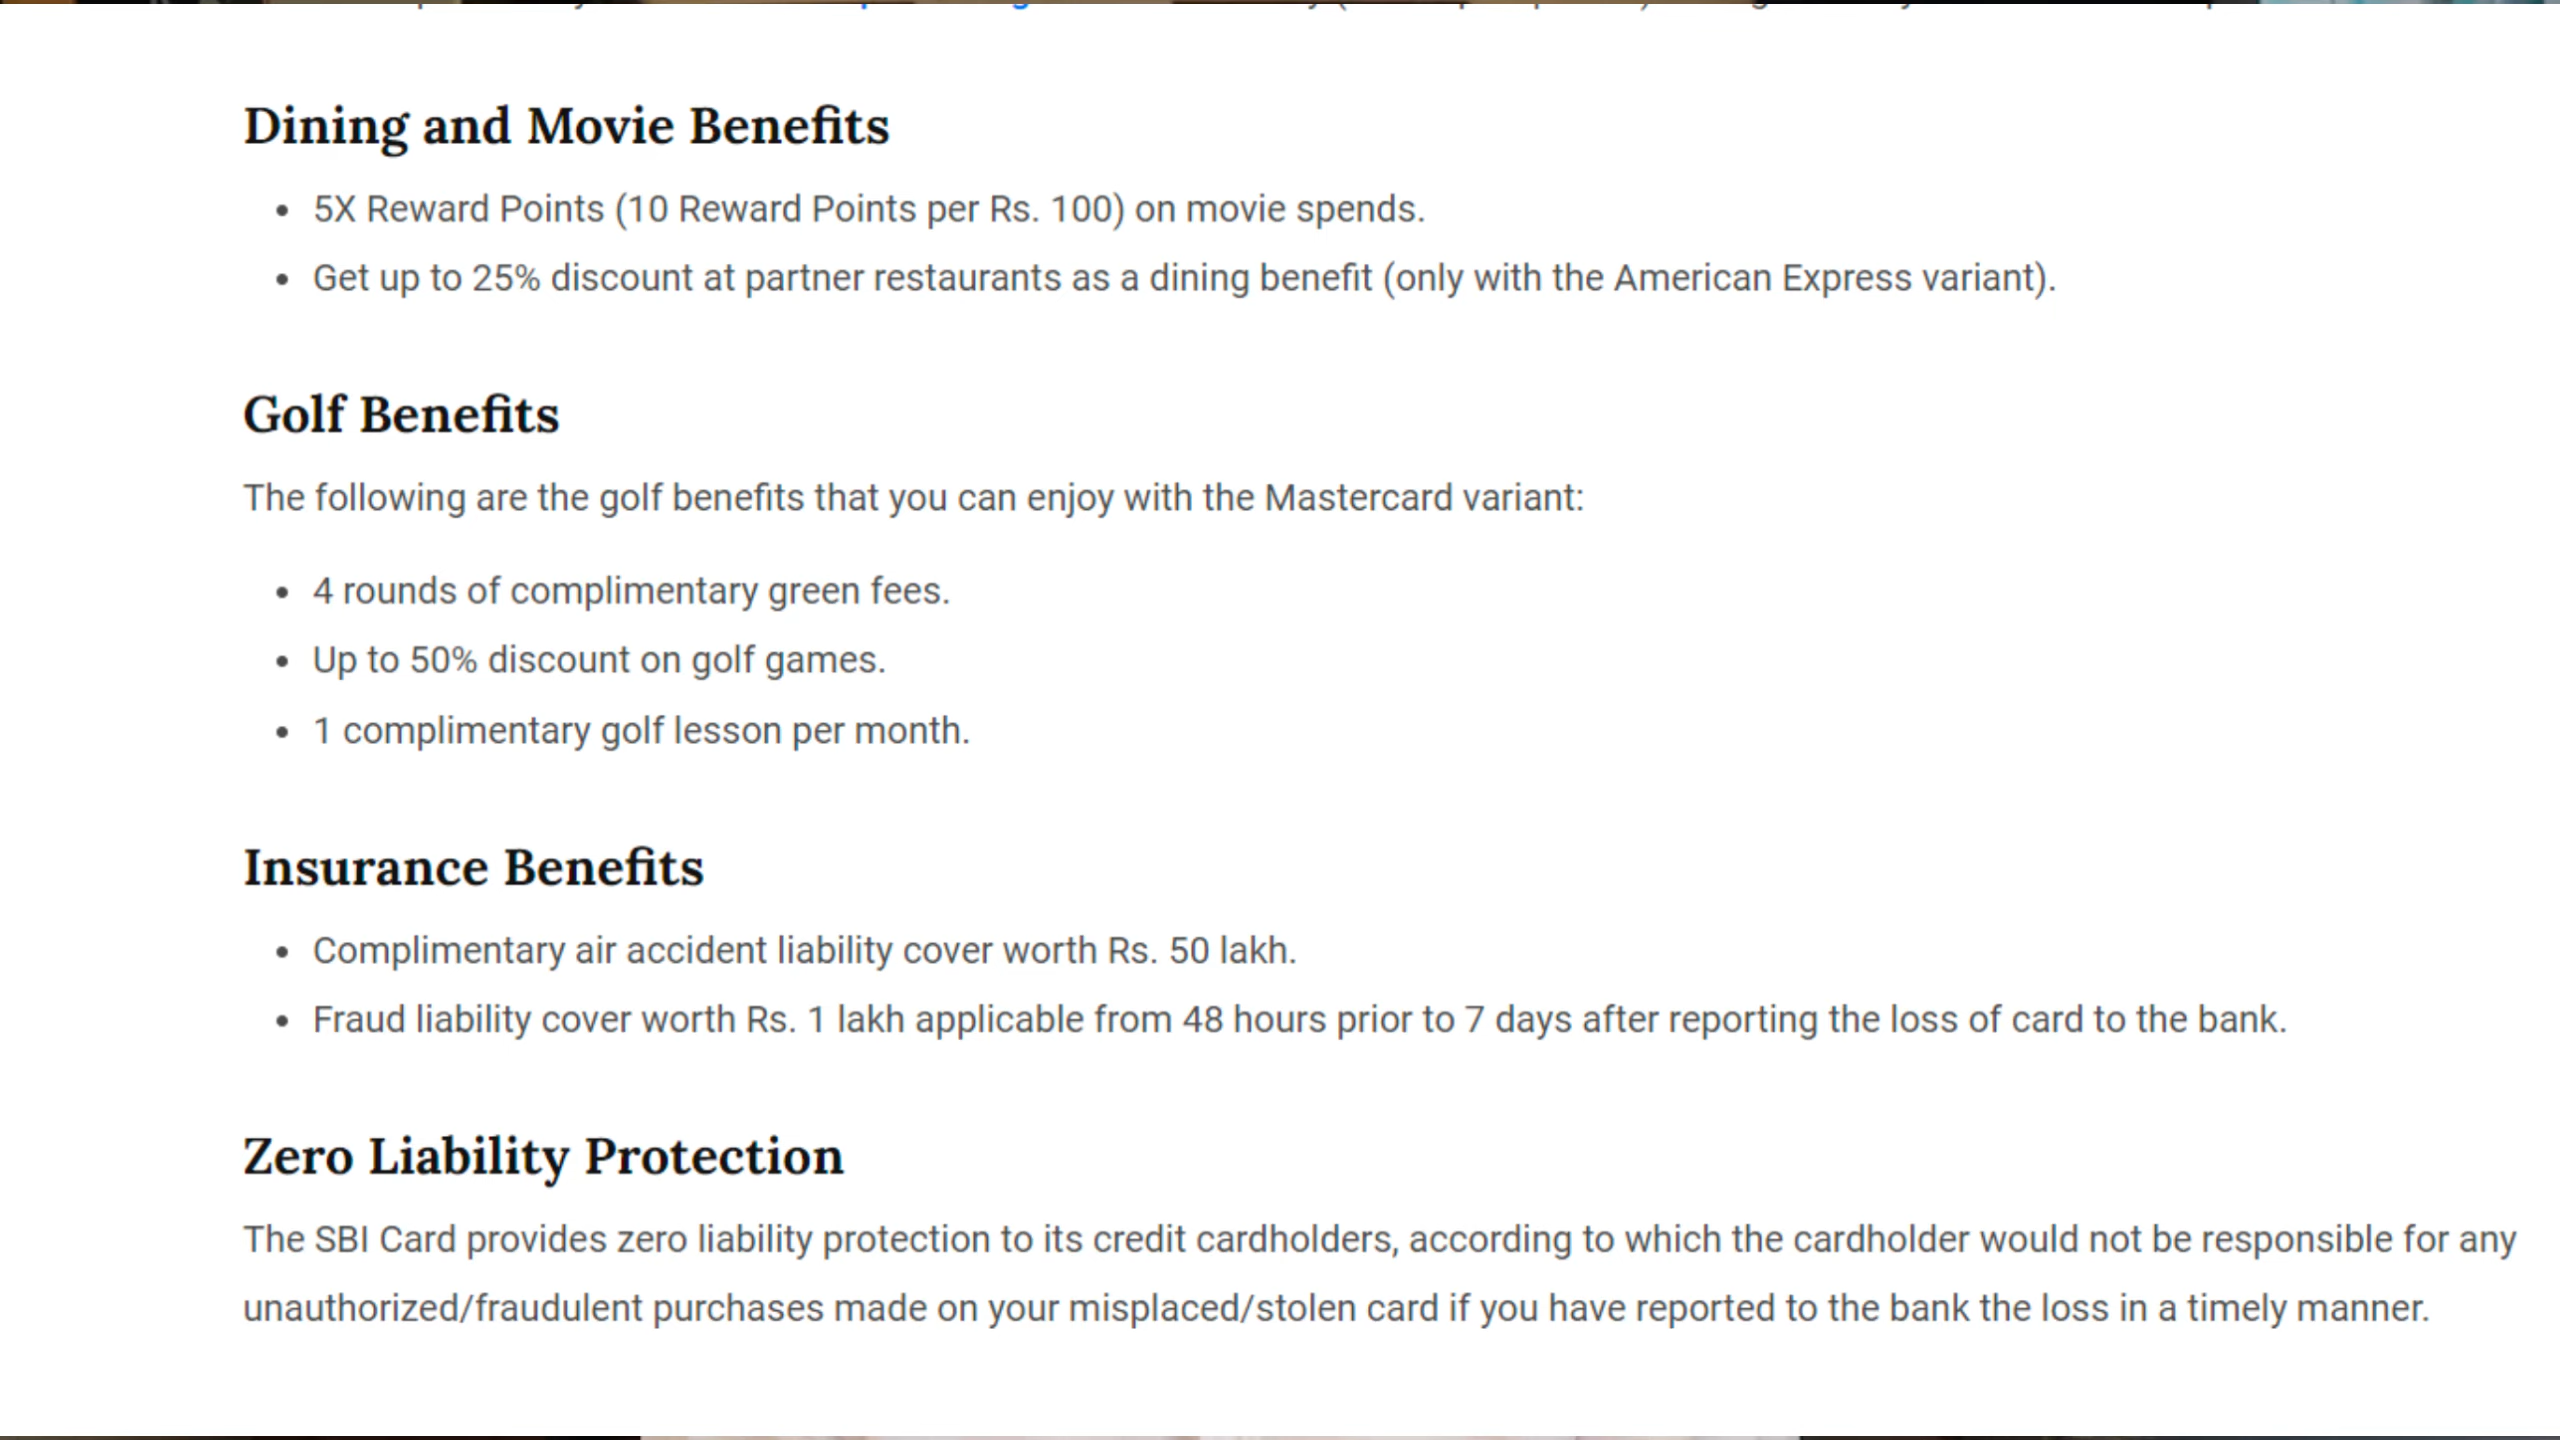 Dining and Movie Benefits
5X Reward Points (10 Reward Points per Rs. 100) on movie spends.
Get up to 25% discount at partner restaurants as a dining benefit (only with the American Express variant).
Golf Benefits
The following are the golf benefits that you can enjoy with the Mastercard variant:
4 rounds of complimentary green fees.
Up to 50% discount on golf games.
1 complimentary golf lesson per month.
Insurance Benefits
Complimentary air accident liability cover worth Rs. 50 lakh.
Fraud liability cover worth Rs. 1 lakh applicable from 48 hours prior to 7 days after reporting the loss of card to the bank.
Zero Liability Protection
The SBI Card provides zero liability protection to its credit cardholders, according to which the cardholder would not be responsible for any
unauthorized/fraudulent purchases made on your misplaced/stolen card if you have reported to the bank the loss in a timely manner.